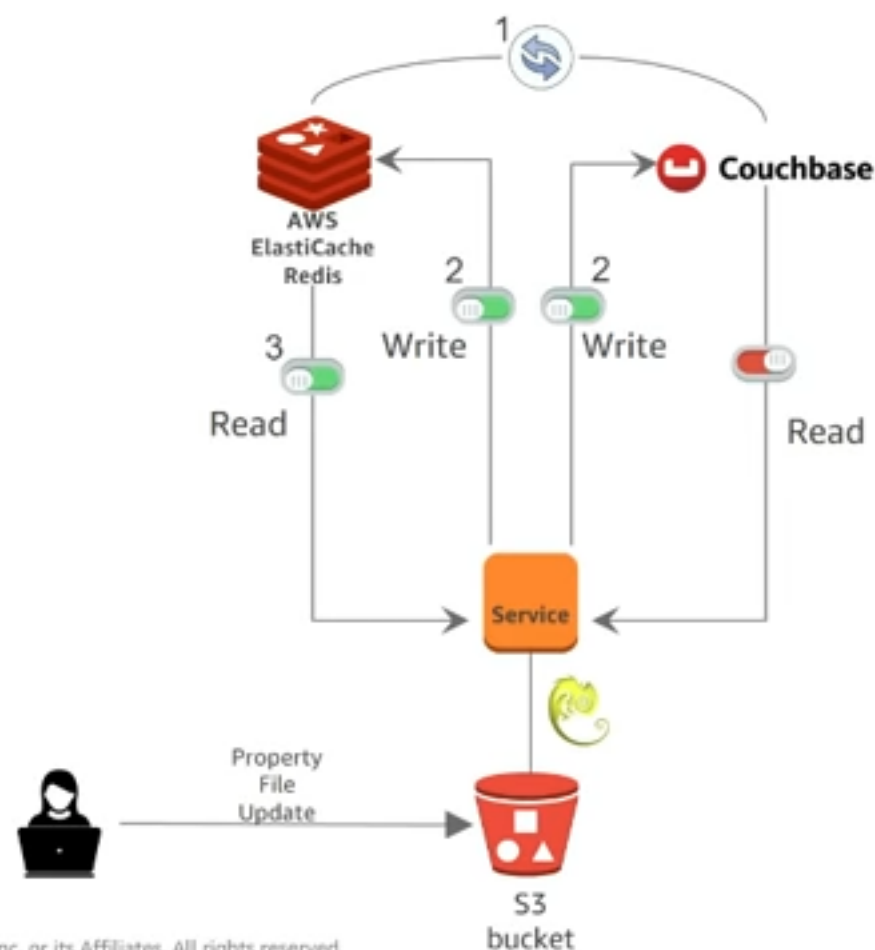 1
Couchbase
AWS
ElastiCache
Redis
2
2
Write
Write
3
Read
Read
Service
Property
File
Update
S3
bucket
or its Affiliates. All rights reserved